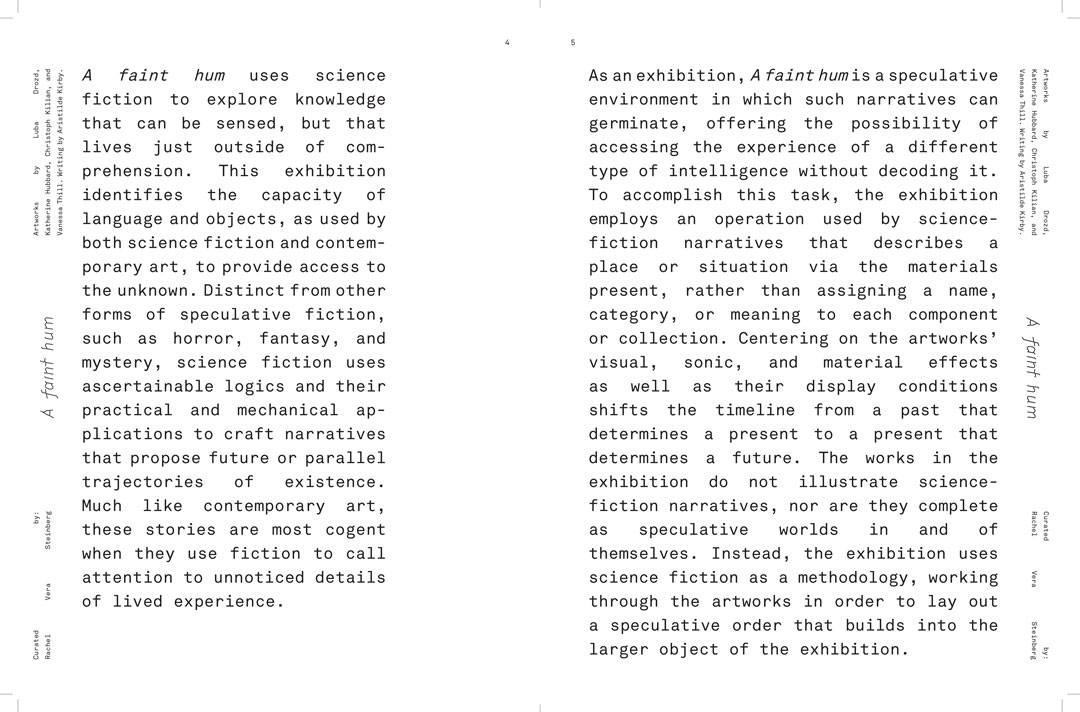 4
5
Artworks by Luba Drozd,
Katherine Hubbard, Christoph Kilian, and
Vanessa Thill. Writing by Aristilde Kirby.
A faint hum
Curated by:
Rachel Vera Steinberg
A faint hum uses science
fiction to explore knowledge
that can be sensed, but that
lives just outside of com-
prehension. This exhibition
identifies the capacity of
language and objects, as used by
both science fiction and contem-
porary art, to provide access to
the unknown. Distinct from other
forms of speculative fiction,
such as horror, fantasy, and
mystery, science fiction uses
ascertainable logics and their
practical and mechanical ap-
plications to craft narratives
that propose future or parallel
trajectories of existence.
Much like contemporary art,
these stories are most cogent
when they use fiction to call
attention to unnoticed details
of lived experience.
As an exhibition, A faint hum is a speculative
environment in which such narratives can
germinate, offering the possibility of
accessing the experience of a different
type of intelligence without decoding it.
To accomplish this task, the exhibition
employs an operation used by science-
fiction narratives that describes a
place or situation via the materials
present, rather than assigning a name,
category, or meaning to each component
or collection. Centering on the artworks’
visual, sonic, and material effects
as well as their display conditions
shifts the timeline from a past that
determines a present to a present that
determines a future. The works in the
exhibition do not illustrate science-
fiction narratives, nor are they complete
as speculative worlds in and of
themselves. Instead, the exhibition uses
science fiction as a methodology, working
through the artworks in order to lay out
a speculative order that builds into the
larger object of the exhibition.
Artworks by Luba Drozd,
Katherine Hubbard, Christoph Kilian, and
Vanessa Thill. Writing by Aristilde Kirby.
A faint hum
Curated by:
Rachel Vera Steinberg